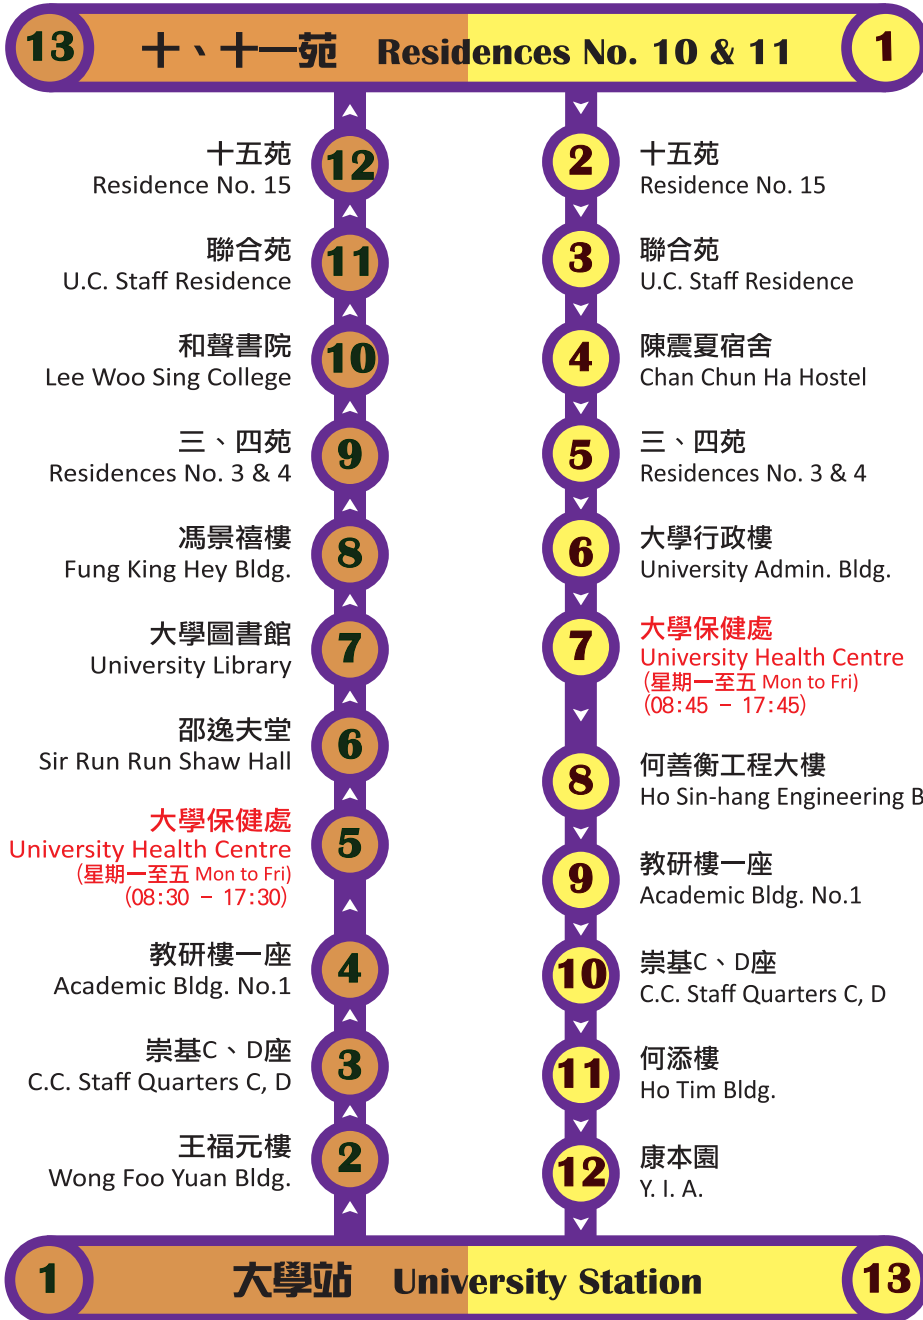 13 十、十一苑 Residences No. 10 & 11 1
十五苑
Residence No. 15
12
聯合苑
U.C. Staff Residence
11
和聲書院
Lee Woo Sing College
10
三、四苑
Residences No. 3 & 4
9
馮景禧樓
Fung King Hey Bldg.
8
大學圖書館
University Library
7
邵逸夫堂
Sir Run Run Shaw Hall
6
大學保健處
University Health Centre
(星期一至五 Mon to Fri)
(08:30 - 17:30)
5
教研樓一座
Academic Bldg. No.1
4
崇基C、D座
C.C. Staff Quarters C, D
3
王福元樓
Wong Foo Yuan Bldg.
2
2
十五苑
Residence No. 15
3
聯合苑
U.C. Staff Residence
4
陳震夏宿舍
Chan Chun Ha Hostel
5
三、四苑
Residences No. 3 & 4
6
大學行政樓
University Admin. Bldg.
7
大學保健處
University Health Centre
(星期一至五 Mon to Fri)
(08:45 - 17:45)
8
何善衡工程大樓
Ho Sin-hang Engineering B
9
教研樓一座
Academic Bldg. No.1
10
崇基C、D座
C.C. Staff Quarters C, D
11
何添樓
Ho Tim Bldg.
12
康本園
Y. I. A.
1 大學站 University Station 13